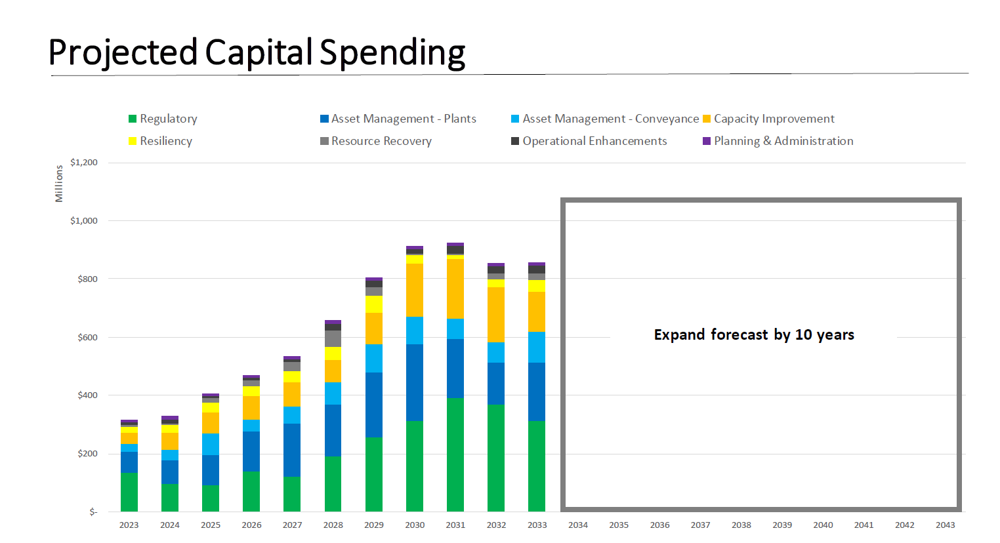 Projected Capital Spending
Regulatory
Asset Management - Plants
Asset Management - Conveyance
Capacity Improvement
Resiliency
Resource Recovery
Operational Enhancements
Planning & Administration
Millions
$1,200
$1,000
$800
$600
$400
$200
$-
Expand forecast by 10 years
2023 2024 2025 2026 2027 2028 2029 2030 2031 2032 2033 2034 2035 2036 2037 2038 2039 2040 2041 2042 2043